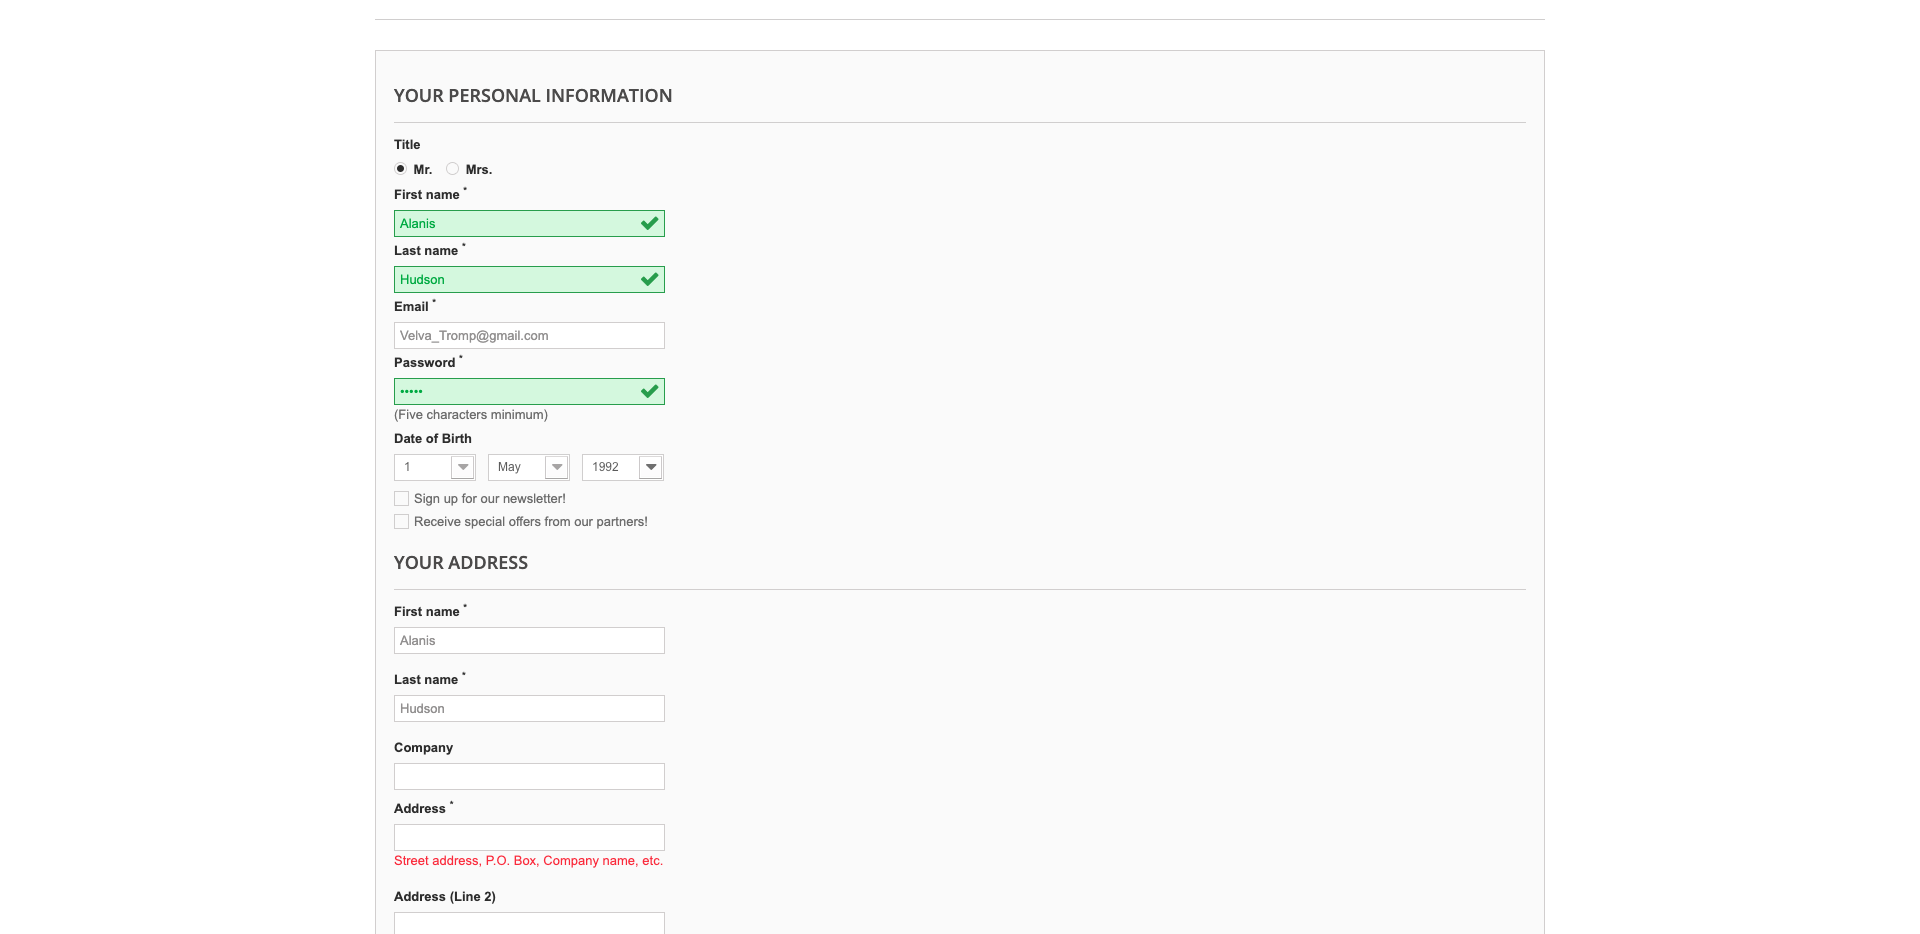 YOUR PERSONAL INFORMATION
Title
Mr. Mrs.
First name *
Alanis
Last name *
Hudson
Email *
Velva_Tromp@gmail.com
Password *
•••••
(Five characters minimum)
Date of Birth
1 May 1992
Sign up for our newsletter!
Receive special offers from our partners!
YOUR ADDRESS
First name *
Alanis
Last name *
Hudson
Company
Address *
Street address, P.O. Box, Company name, etc.
Address (Line 2)